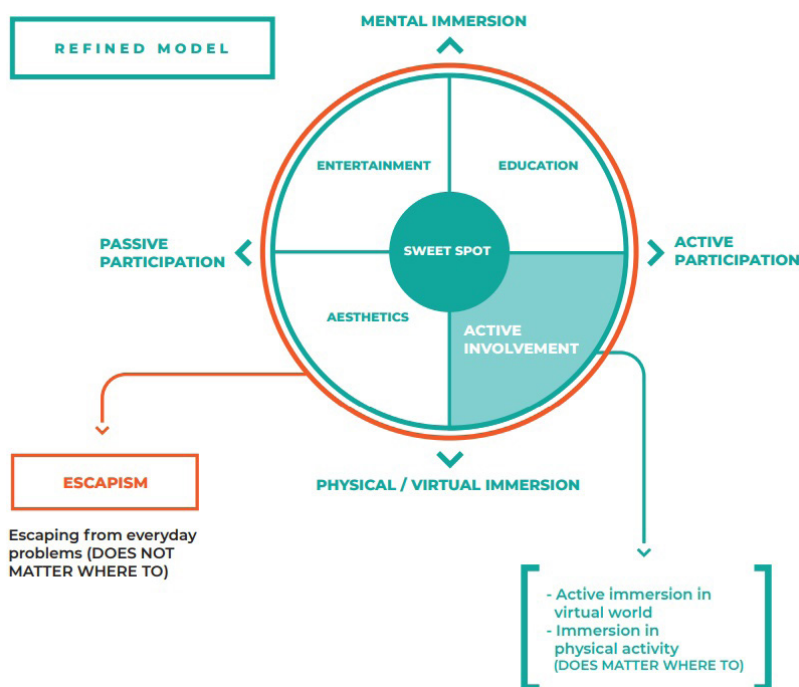 MENTAL IMMERSION
REFINED MODEL
ENTERTAINMENT
EDUCATION
PASSIVE
PARTICIPATION
SWEET SPOT
ACTIVE
PARTICIPATION
AESTHETICS
ACTIVE
INVOLVEMENT
ESCAPISM
PHYSICAL / VIRTUAL IMMERSION
Escaping from everyday
problems (DOES NOT
MATTER WHERE TO)
- Active immersion in
virtual world
- Immersion in
physical activity
(DOES MATTER WHERE TO)